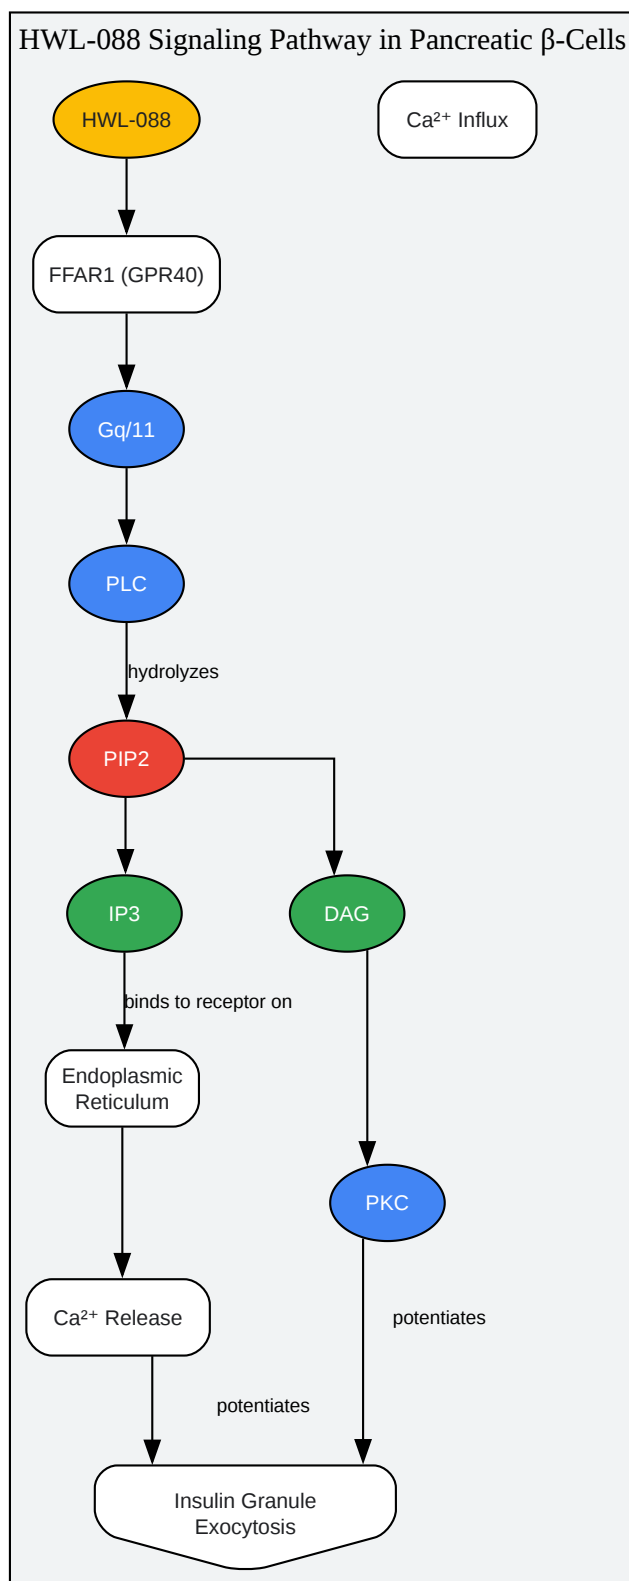 HWL-088 Signaling Pathway in Pancreatic β-Cells
HWL-088
Ca²⁺ Influx
FFAR1 (GPR40)
Gq/11
PLC
hydrolyzes
PIP2
IP3
DAG
binds to receptor on
Endoplasmic
Reticulum
PKC
Ca²⁺ Release
potentiates
potentiates
Insulin Granule
Exocytosis